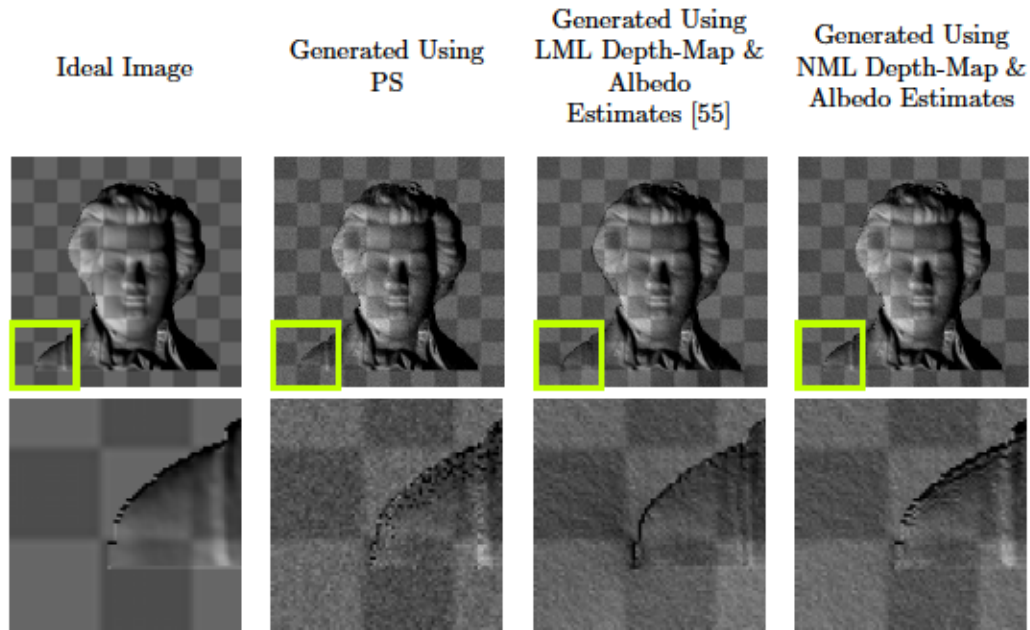 Ideal Image
Generated Using
PS
Generated Using
LML Depth-Map &
Albedo
Estimates [55]
Generated Using
NML Depth-Map &
Albedo Estimates